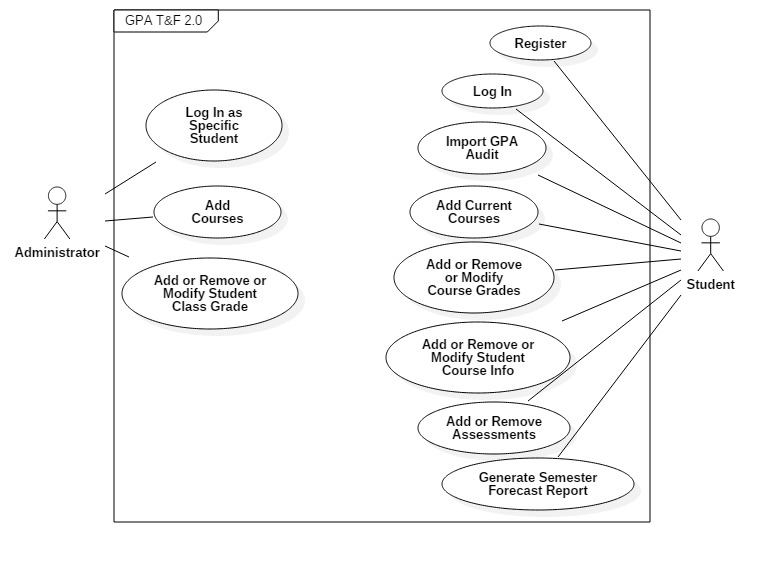 GPA T&F 2.0
Register
Log In
Log In as
Specific
Student
Import GPA
Audit
Add
Courses
Add Current
Courses
Administrator
Student
Add or Remove or
Modify Student
Class Grade
Add or Remove
or Modify
Course Grades
Add or Remove or
Modify Student
Course Info
Add or Remove
Assessments
Generate Semester
Forecast Report